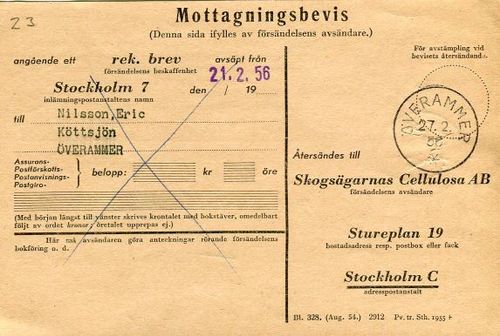 23
Mottagningsbevis
(Denna sida ifylles av försändelsens avsändare.)
angående ett rek. brev avsänt från
försändelsens beskaffenhet
21.2.56
Stockholm 7 den / 19
inlämningspostanstaltens namn
till
Nilsson, Eric
Köttsjön
ÖVERAMMER
Assurans-
Postförskotts-
Postanvisnings-
Postgiro-
belopp: kr öre
(Med början längst till vänster skrives krontalet med bokstäver, omedelbart
följt av ordet kronor; öretalet upprepas ej.)
Här må avsändaren göra anteckningar rörande försändelsens
bokföring o. d.
För avstämpling vid
bevisets återsändande.
ÖVERAMMER
21.2.
56
Återsändes till
Skogsägarnas Cellulosa AB
försändelsens avsändare
Stureplan 19
bostadsadress resp. postbox eller fack
Stockholm C
adresspostanstalt
Bl. 328. (Aug. 54.) 2912 Pv. tr. Sth. 1955